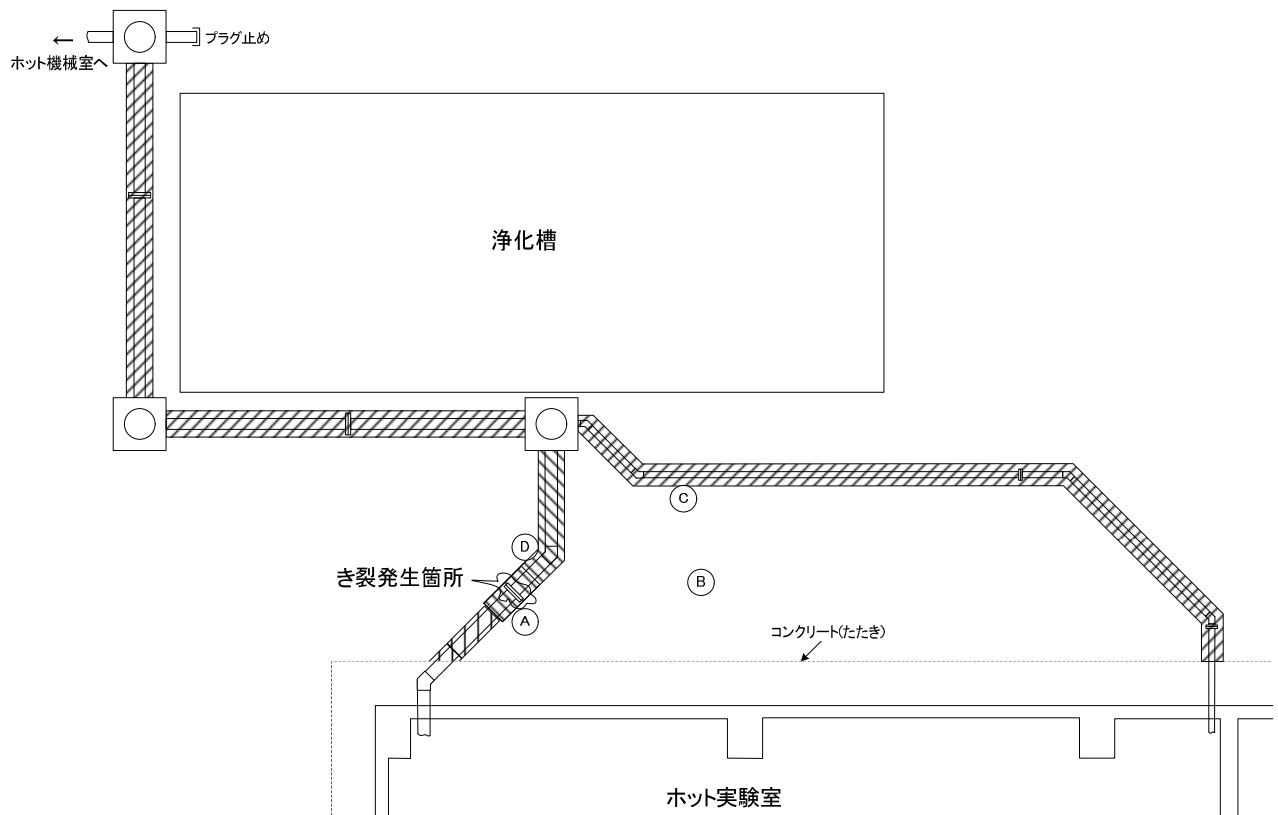 ← プラグ止め
ホット機械室へ
浄化槽
C
D
き裂発生箇所
B
A
コンクリート(たたき)
ホット実験室